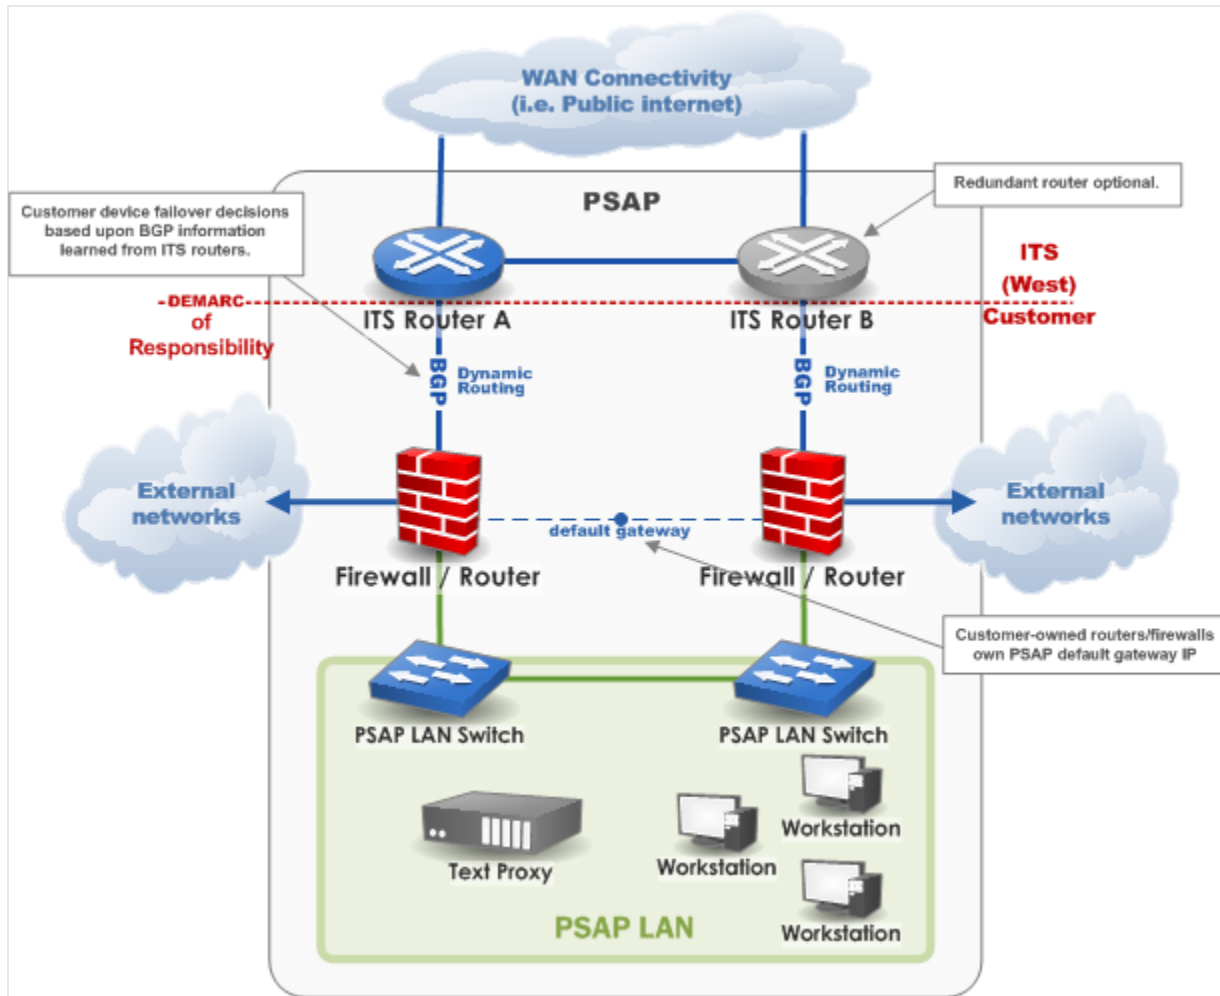 WAN Connectivity
(i.e. Public internet)
PSAP
Redundant router optional.
Customer device failover decisions
based upon BGP information
learned from ITS routers.
ITS
(West)
DEMARC
of
Responsibility
Customer
ITS Router A
ITS Router B
BGP
Dynamic
Routing
BGP
Dynamic
Routing
External
networks
External
networks
default gateway
Firewall / Router
Firewall / Router
Customer-owned routers/firewalls
own PSAP default gateway IP
PSAP LAN Switch
PSAP LAN Switch
Workstation
Text Proxy
Workstation
Workstation
PSAP LAN